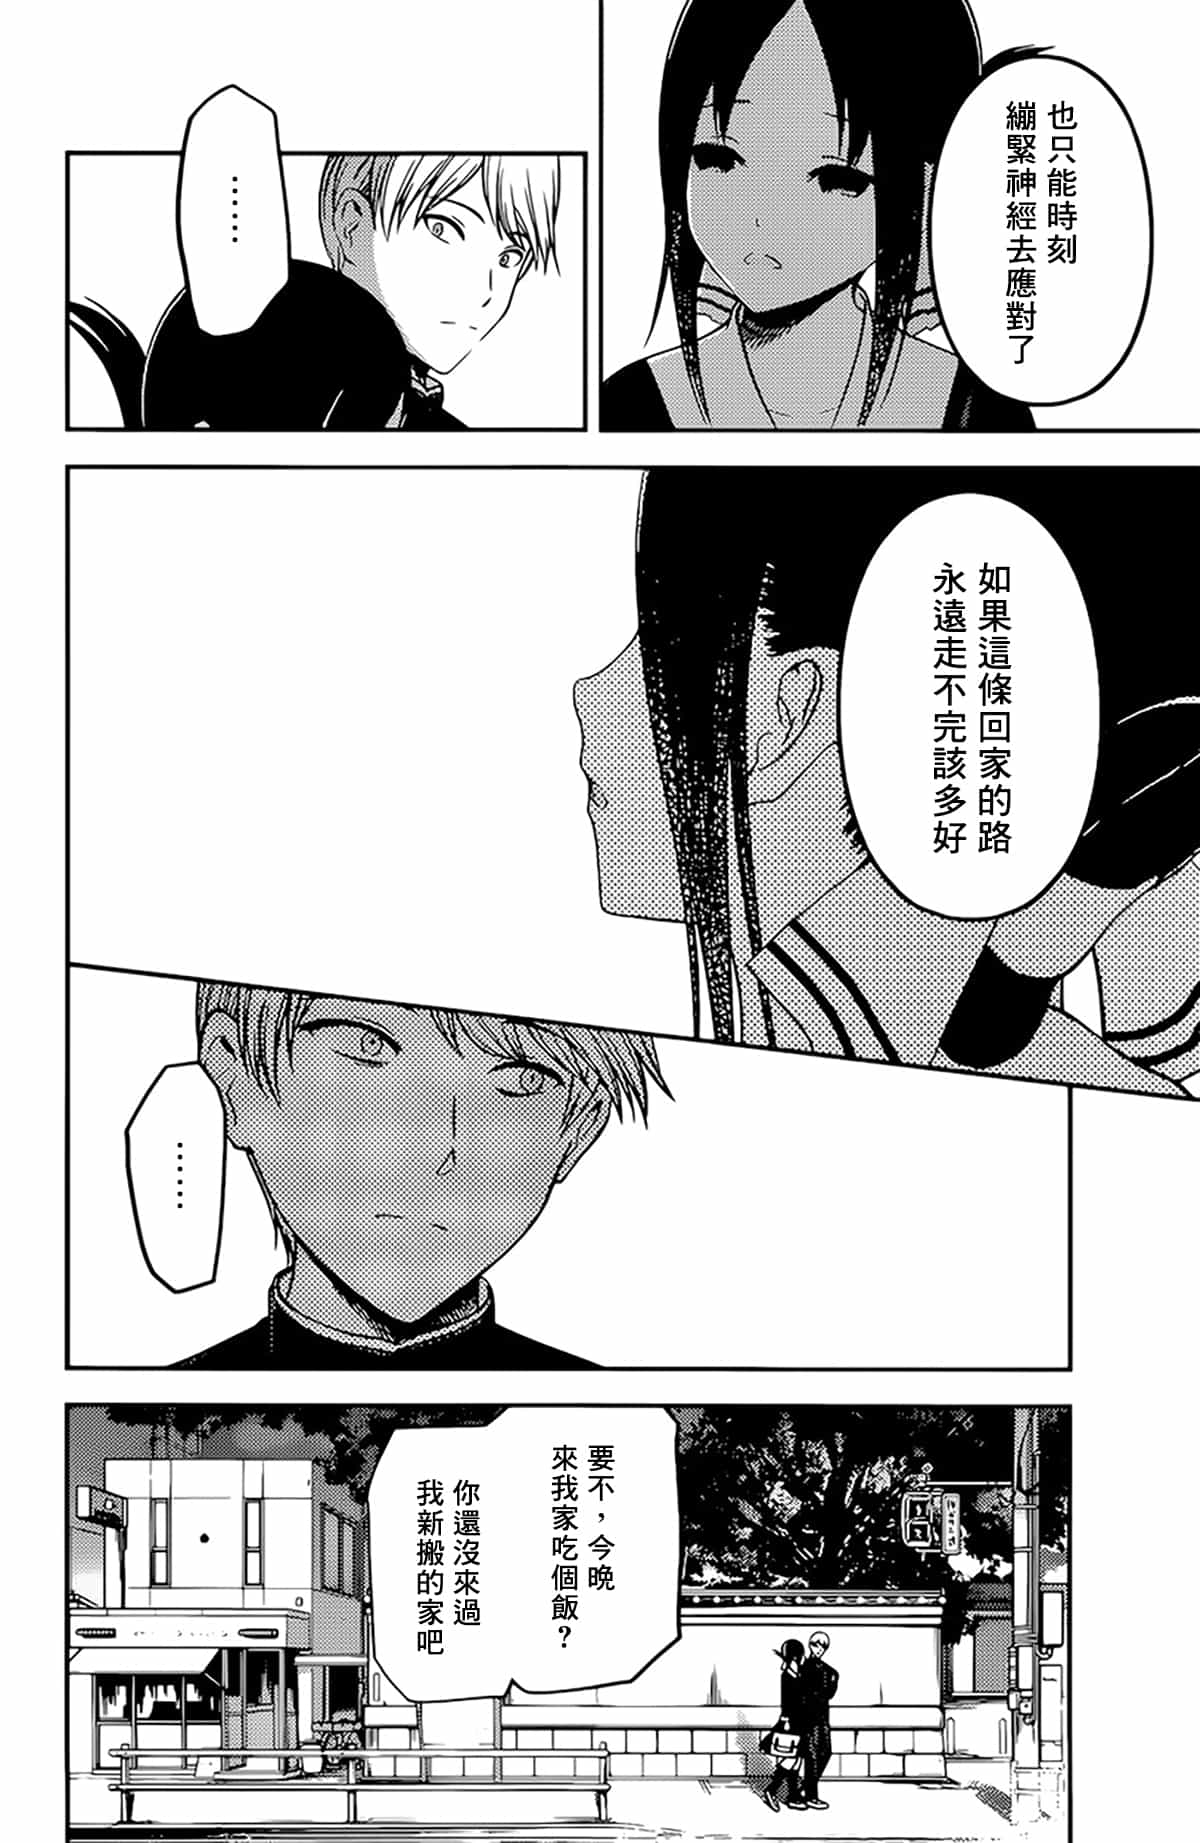 也只能時刻
繃緊神經去應對了
……
如果這條回家的路
永遠走不完該多好
……
要不，今晚
來我家吃個飯？
你還沒來過
我新搬的家吧